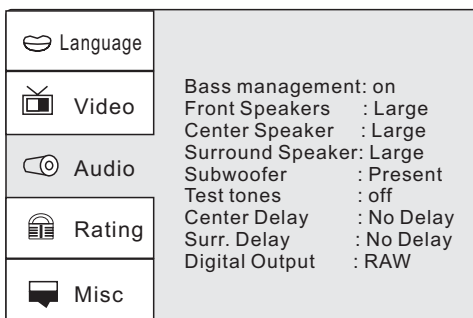 Language
Video
Audio
Rating
Misc
Bass management: on
Front Speakers : Large
Center Speaker : Large
Surround Speaker: Large
Subwoofer : Present
Test tones : off
Center Delay : No Delay
Surr. Delay : No Delay
Digital Output : RAW